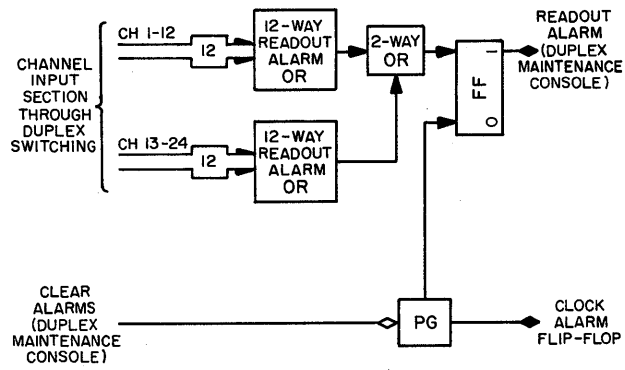 CHANNEL
INPUT
SECTION
THROUGH
DUPLEX
SWITCHING
CH 1-12
12
12-WAY
READOUT
ALARM
OR
2-WAY
OR
FF
1
0
READOUT
ALARM
(DUPLEX
MAINTENANCE
CONSOLE)
CH 13-24
12
12-WAY
READOUT
ALARM
OR
CLEAR
ALARMS
(DUPLEX
MAINTENANCE
CONSOLE)
PG
CLOCK
ALARM
FLIP-FLOP